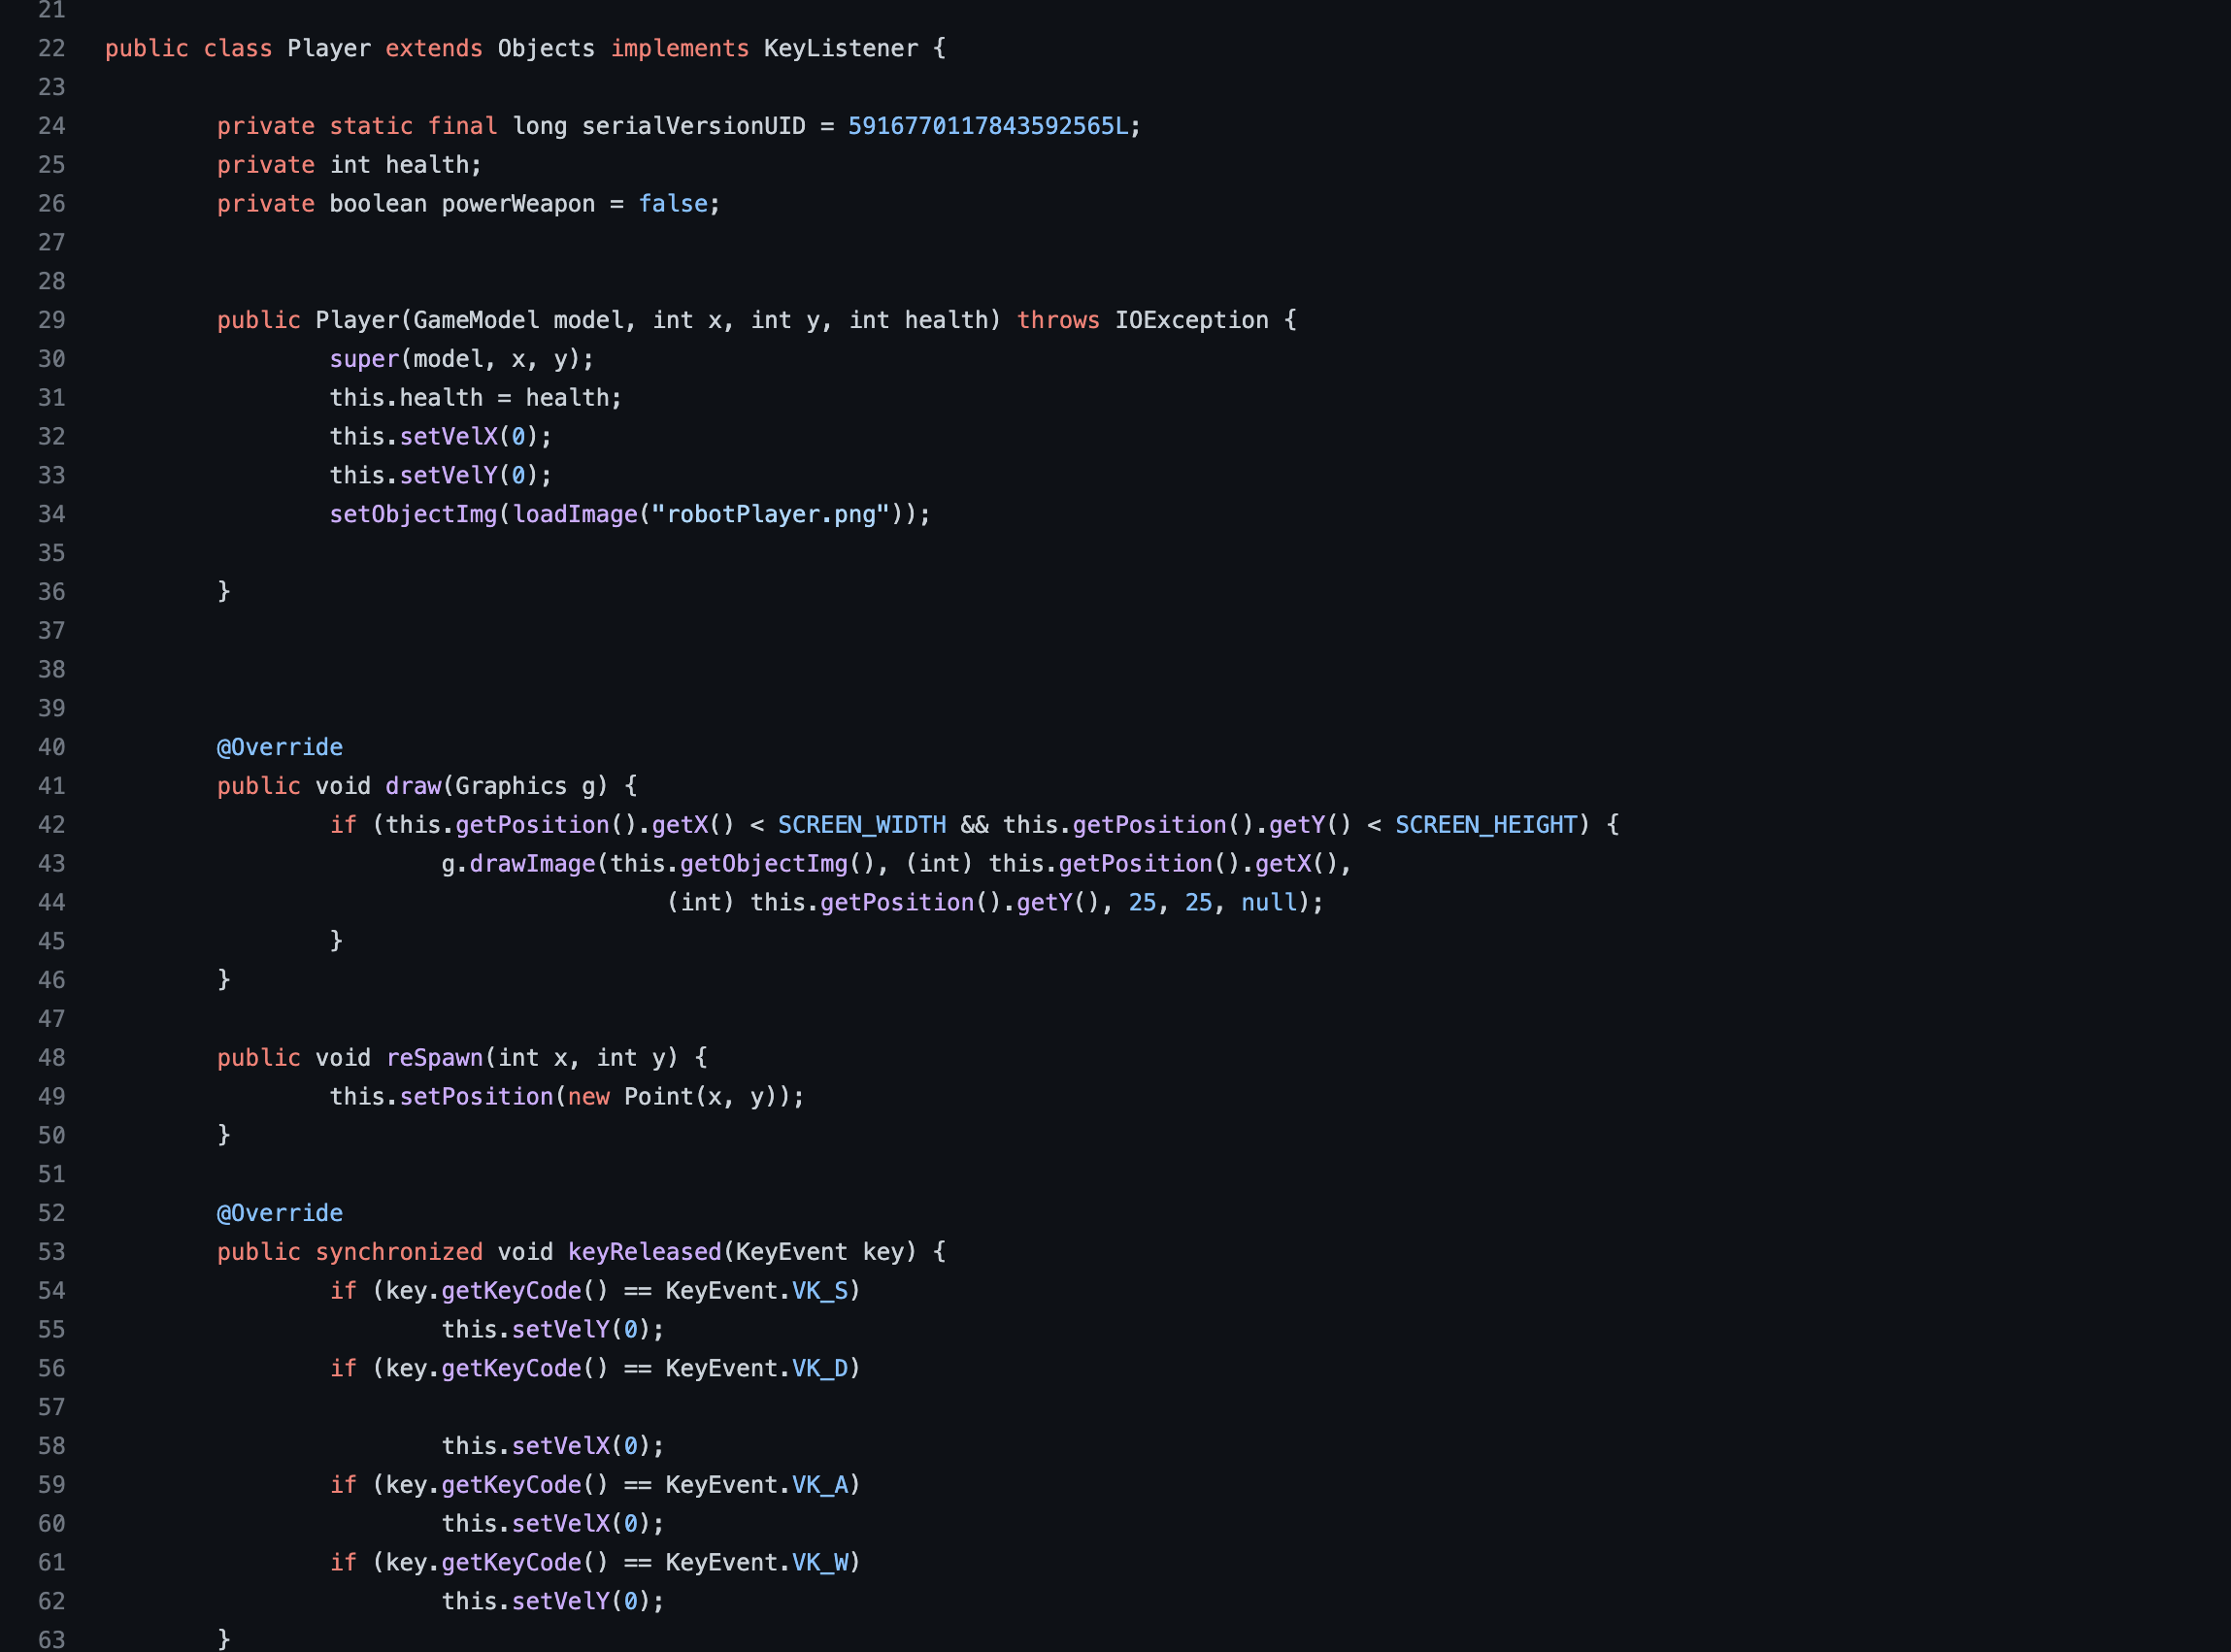 21
22 public class Player extends Objects implements KeyListener {
23
24 private static final long serialVersionUID = 5916770117843592565L;
25 private int health;
26 private boolean powerWeapon = false;
27
28
29 public Player(GameModel model, int x, int y, int health) throws IOException {
30 super(model, x, y);
31 this.health = health;
32 this.setVelX(0);
33 this.setVelY(0);
34 setObjectImg(loadImage("robotPlayer.png"));
35
36 }
37
38
39
40 @Override
41 public void draw(Graphics g) {
42 if (this.getPosition().getX() < SCREEN_WIDTH && this.getPosition().getY() < SCREEN_HEIGHT) {
43 g.drawImage(this.getObjectImg(), (int) this.getPosition().getX(),
44 (int) this.getPosition().getY(), 25, 25, null);
45 }
46 }
47
48 public void reSpawn(int x, int y) {
49 this.setPosition(new Point(x, y));
50 }
51
52 @Override
53 public synchronized void keyReleased(KeyEvent key) {
54 if (key.getKeyCode() == KeyEvent.VK_S)
55 this.setVelY(0);
56 if (key.getKeyCode() == KeyEvent.VK_D)
57
58 this.setVelX(0);
59 if (key.getKeyCode() == KeyEvent.VK_A)
60 this.setVelX(0);
61 if (key.getKeyCode() == KeyEvent.VK_W)
62 this.setVelY(0);
63 }